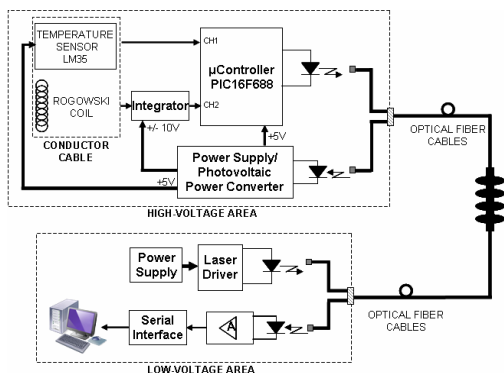 TEMPERATURE
SENSOR
LM35
CH1
µController
PIC16F688
ROGOWSKI
COIL
Integrator
CH2
CONDUCTOR
CABLE
+/- 10V
+5V
+5V
Power Supply/
Photovoltaic
Power Converter
HIGH-VOLTAGE AREA
OPTICAL FIBER
CABLES
Power
Supply
Laser
Driver
Serial
Interface
A
OPTICAL FIBER
CABLES
LOW-VOLTAGE AREA